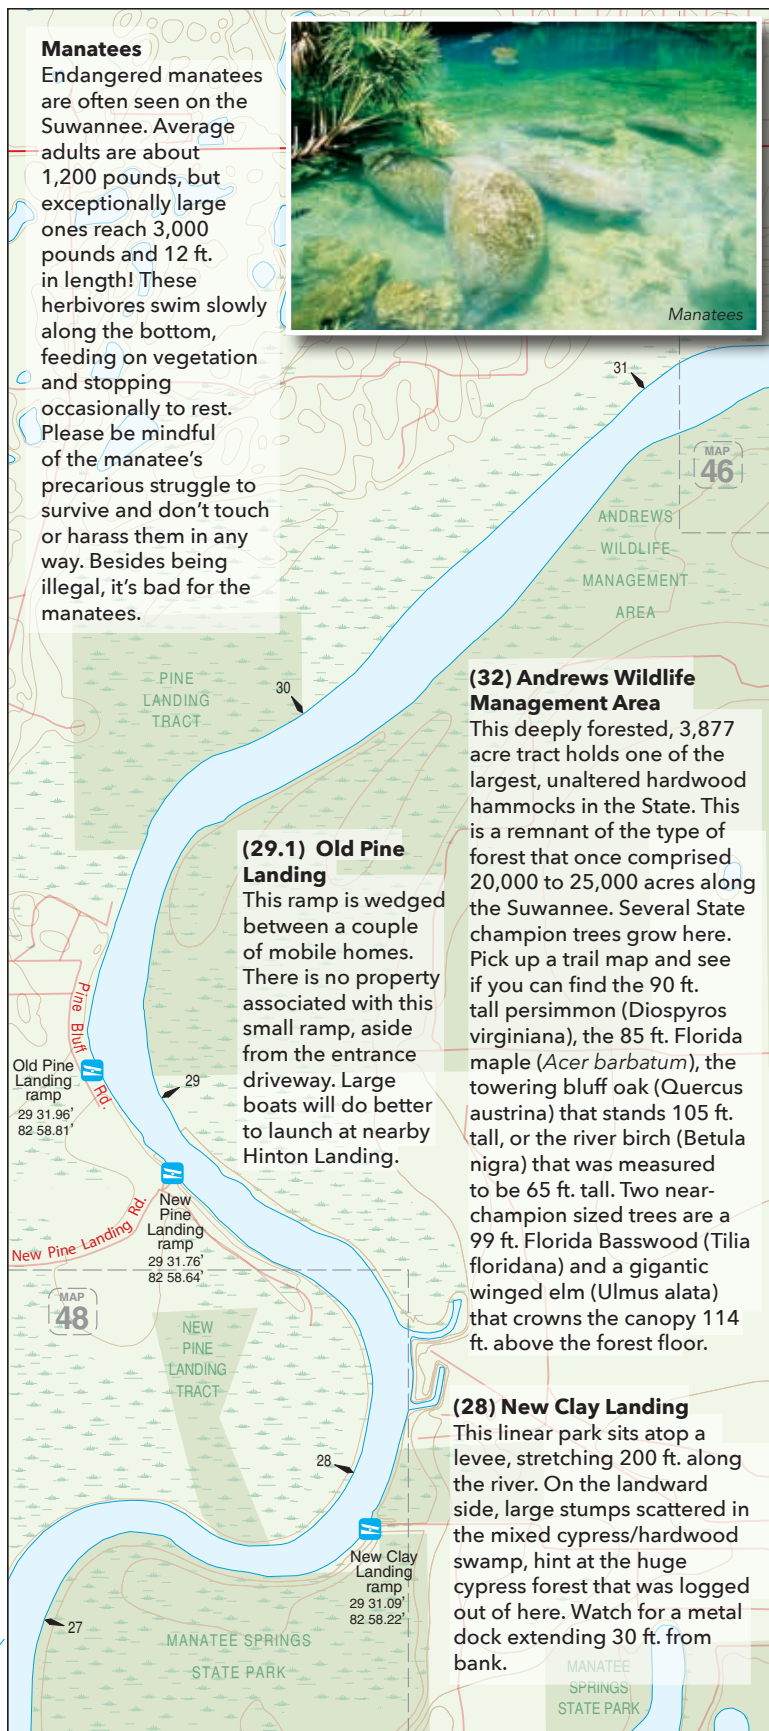 Manatees
Endangered manatees
are often seen on the
Suwannee. Average
adults are about
1,200 pounds, but
exceptionally large
ones reach 3,000
pounds and 12 ft.
in length! These
herbivores swim slowly
along the bottom,
feeding on vegetation
and stopping
occasionally to rest.
Please be mindful
of the manatee's
precarious struggle to
survive and don't touch
or harass them in any
way. Besides being
illegal, it's bad for the
manatees.
Manatees
31
MAP
46
ANDREWS
WILDLIFE
MANAGEMENT
AREA
PINE
LANDING
TRACT
30
(32) Andrews Wildlife
Management Area
This deeply forested, 3,877
acre tract holds one of the
largest, unaltered hardwood
hammocks in the State. This
is a remnant of the type of
forest that once comprised
20,000 to 25,000 acres along
the Suwannee. Several State
champion trees grow here.
Pick up a trail map and see
if you can find the 90 ft.
tall persimmon (Diospyros
virginiana), the 85 ft. Florida
maple (Acer barbatum), the
towering bluff oak (Quercus
austrina) that stands 105 ft.
tall, or the river birch (Betula
nigra) that was measured
to be 65 ft. tall. Two near-
champion sized trees are a
99 ft. Florida Basswood (Tilia
floridana) and a gigantic
winged elm (Ulmus alata)
that crowns the canopy 114
ft. above the forest floor.
(29.1) Old Pine
Landing
This ramp is wedged
between a couple
of mobile homes.
There is no property
associated with this
small ramp, aside
from the entrance
driveway. Large
boats will do better
to launch at nearby
Hinton Landing.
Pine Bluff Rd.
Old Pine
Landing
ramp
29 31.96'
82 58.81'
29
New
Pine
Landing
ramp
29 31.76'
82 58.64'
New Pine Landing Rd.
MAP
48
NEW
PINE
LANDING
TRACT
(28) New Clay Landing
This linear park sits atop a
levee, stretching 200 ft. along
the river. On the landward
side, large stumps scattered in
the mixed cypress/hardwood
swamp, hint at the huge
cypress forest that was logged
out of here. Watch for a metal
dock extending 30 ft. from
bank.
28
New Clay
Landing
ramp
29 31.09'
82 58.22'
27
MANATEE SPRINGS
STATE PARK
MANATEE
SPRINGS
STATE PARK